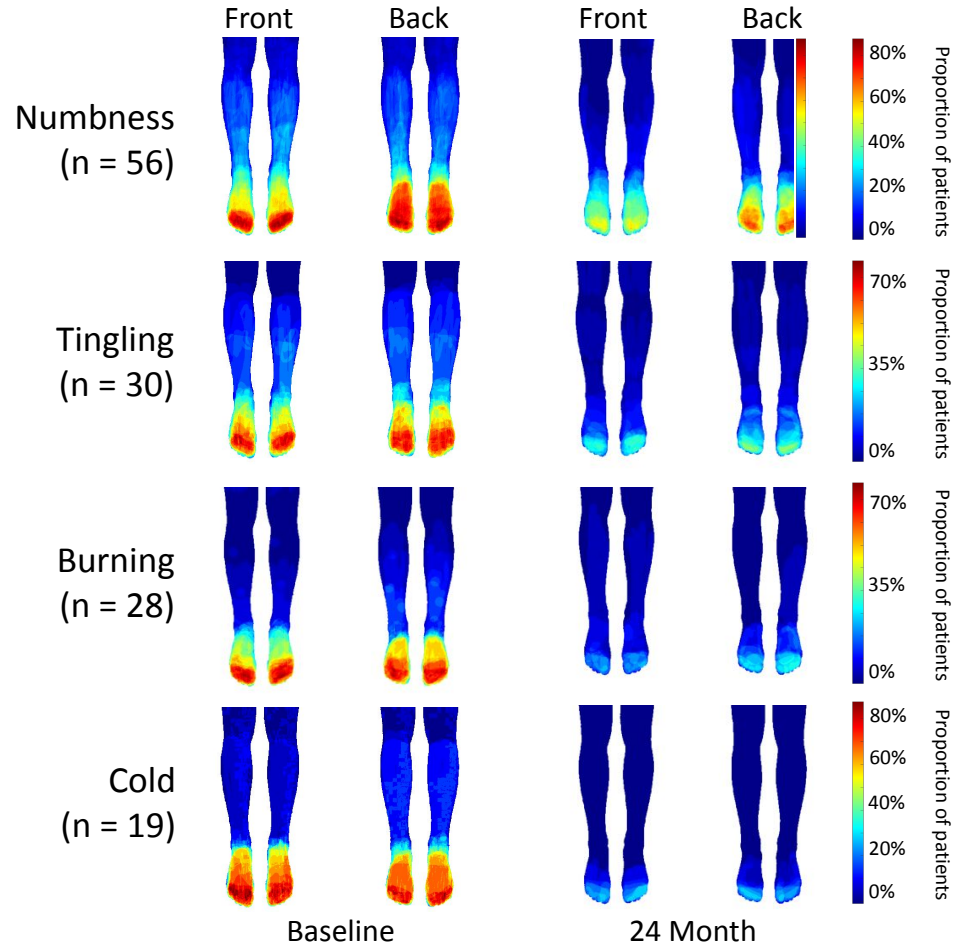 Front Back Front Back
Numbness
(n = 56)
80%
60%
40%
20%
0%
Proportion of patients
Tingling
(n = 30)
70%
35%
0%
Proportion of patients
Burning
(n = 28)
70%
35%
0%
Proportion of patients
Cold
(n = 19)
80%
60%
40%
20%
0%
Proportion of patients
Baseline 24 Month